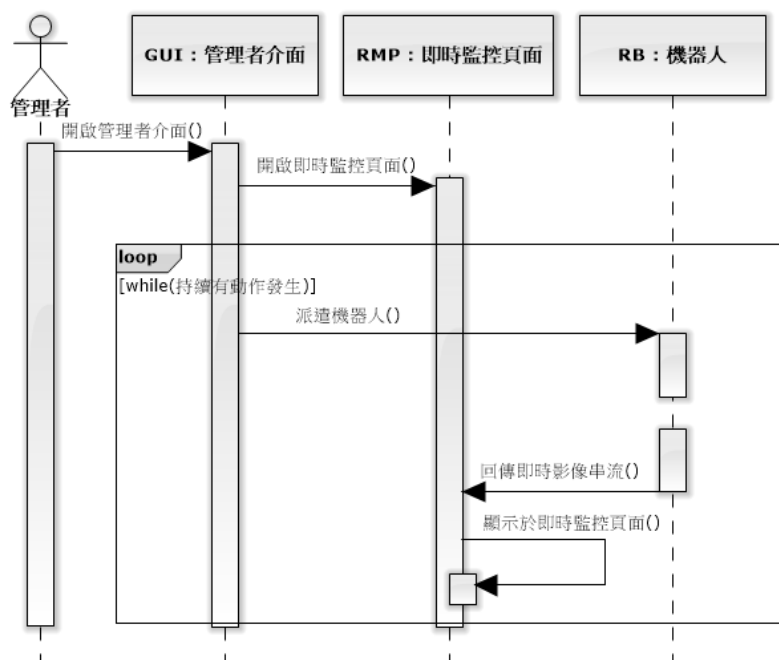 GUI : 管理者介面
RMP : 即時監控頁面
RB : 機器人
管理者
開啟管理者介面()
開啟即時監控頁面()
loop
[while(持續有動作發生)]
派遣機器人()
回傳即時影像串流()
顯示於即時監控頁面()